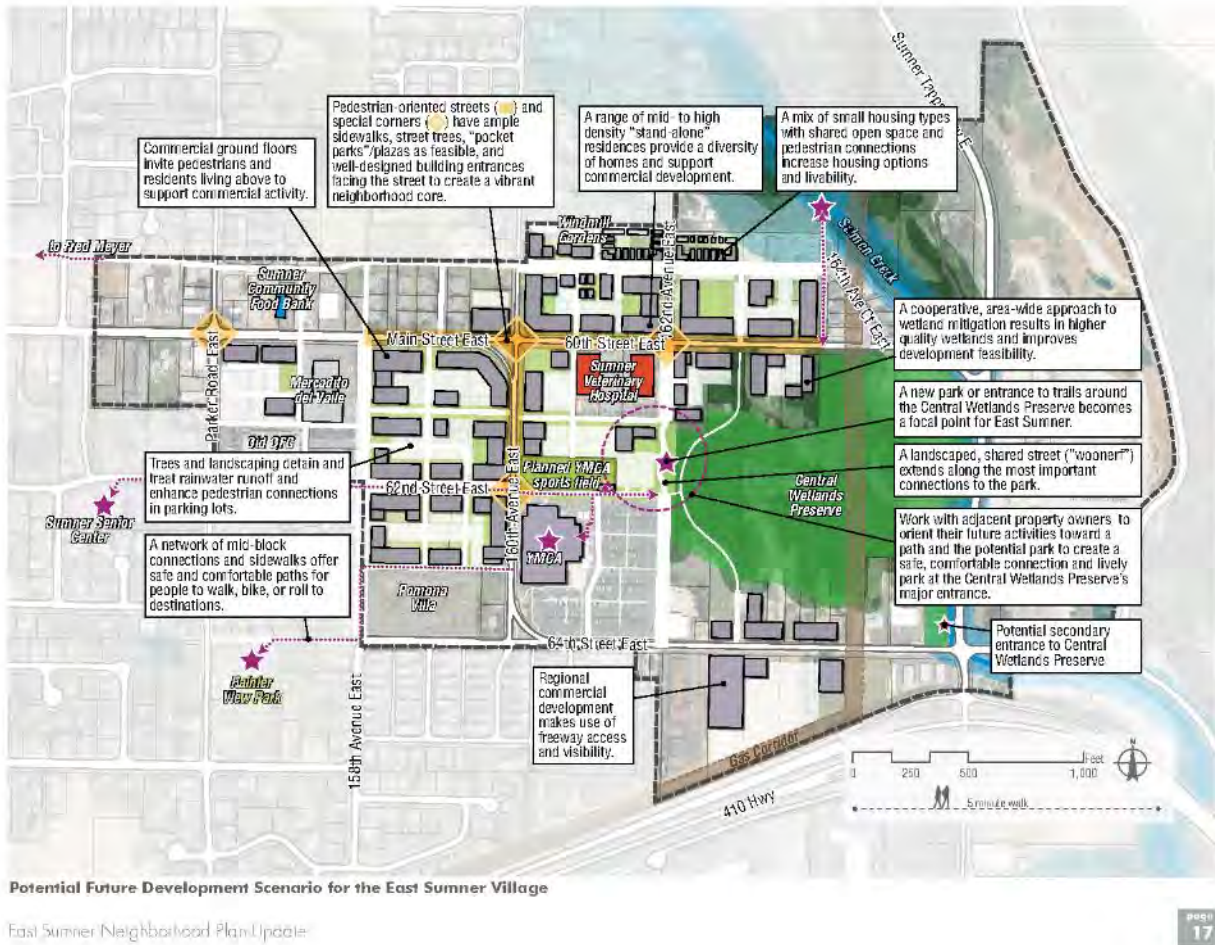 Pedestrian-oriented streets ( ) and
special corners ( ) have ample
sidewalks, street trees, "pocket
parks"/plazas as feasible, and
well-designed building entrances
facing the street to create a vibrant
neighborhood core.
A range of mid- to high
density "stand-alone"
residences provide a diversity
of homes and support
commercial development.
A mix of small housing types
with shared open space and
pedestrian connections
increase housing options
and livability.
Commercial ground floors
invite pedestrians and
residents living above to
support commercial activity.
to Fred Meyer
Sumner
Community
Food Bank
Windmill
Gardens
62nd Avenue East
Salmon Creek
164th Ave Ct East
Main Street East
60th Street East
Parker Road East
Mercadito
del Valle
Old QFC
Sumner
Veterinary
Hospital
A cooperative, area-wide approach to
wetland mitigation results in higher
quality wetlands and improves
development feasibility.
A new park or entrance to trails around
the Central Wetlands Preserve becomes
a focal point for East Sumner.
A landscaped, shared street ("woonerf")
extends along the most important
connections to the park.
Work with adjacent property owners to
orient their future activities toward a
path and the potential park to create a
safe, comfortable connection and lively
park at the Central Wetlands Preserve's
major entrance.
Potential secondary
entrance to Central
Wetlands Preserve
Trees and landscaping detain and
treat rainwater runoff and
enhance pedestrian connections
in parking lots.
62nd Street East
160th Avenue East
Planned YMCA
sports field
Central
Wetlands
Preserve
Sumner Senior
Center
A network of mid-block
connections and sidewalks offer
safe and comfortable paths for
people to walk, bike, or roll to
destinations.
YMCA
Pomona
Villa
64th Street East
Rainier
View Park
158th Avenue East
Regional
commercial
development
makes use of
freeway access
and visibility.
Gas Corridor
410 Hwy
Feet
0 250 500 1,000
N
5 minute walk
Potential Future Development Scenario for the East Sumner Village
East Sumner Neighborhood Plan Update
page
17